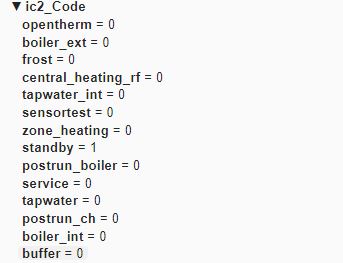 ▼ ic2_Code
opentherm = 0
boiler_ext = 0
frost = 0
central_heating_rf = 0
tapwater_int = 0
sensortest = 0
zone_heating = 0
standby = 1
postrun_boiler = 0
service = 0
tapwater = 0
postrun_ch = 0
boiler_int = 0
buffer = 0